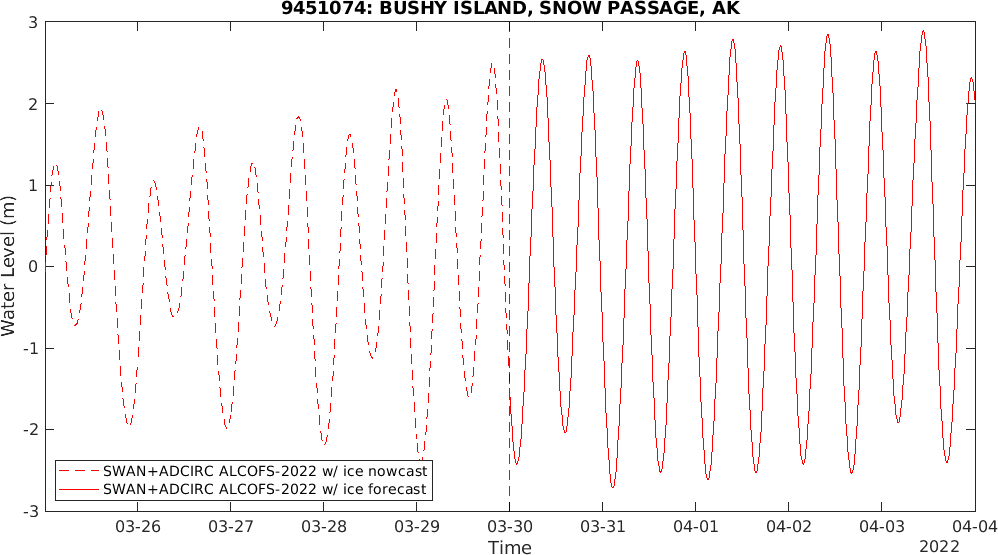 9451074: BUSHY ISLAND, SNOW PASSAGE, AK
3
2
1
0
-1
-2
-3
Water Level (m)
SWAN+ADCIRC ALCOFS-2022 w/ ice nowcast
SWAN+ADCIRC ALCOFS-2022 w/ ice forecast
03-26 03-27 03-28 03-29 03-30 03-31 04-01 04-02 04-03 04-04
Time
2022